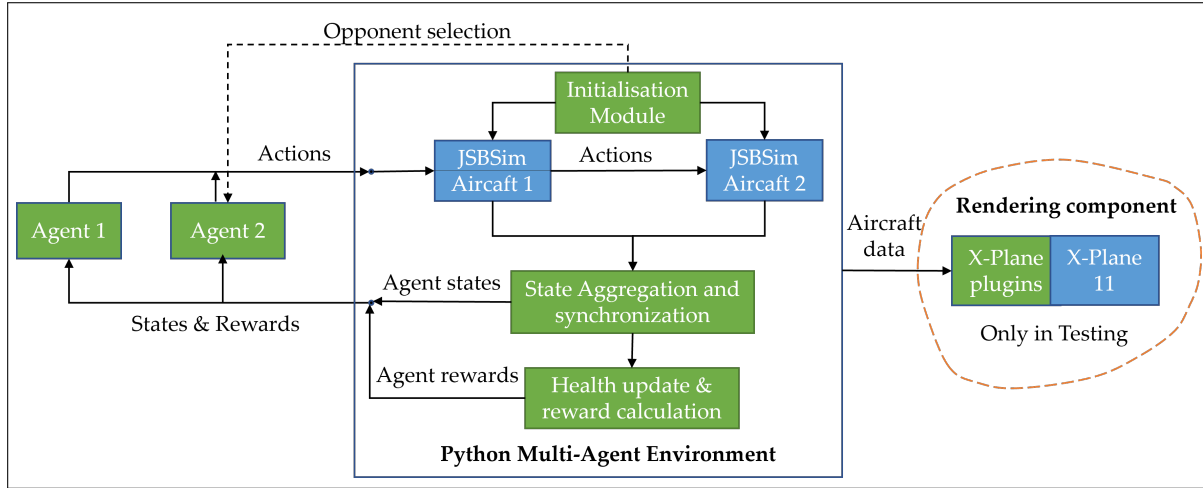 Opponent selection
Initialisation
Module
Actions
JSBSim
Aircaft 1
Actions
JSBSim
Aircaft 2
Agent 1
Agent 2
Aircraft
data
Rendering component
X-Plane
plugins
X-Plane
11
Only in Testing
Agent states
State Aggregation and
synchronization
States & Rewards
Agent rewards
Health update &
reward calculation
Python Multi-Agent Environment